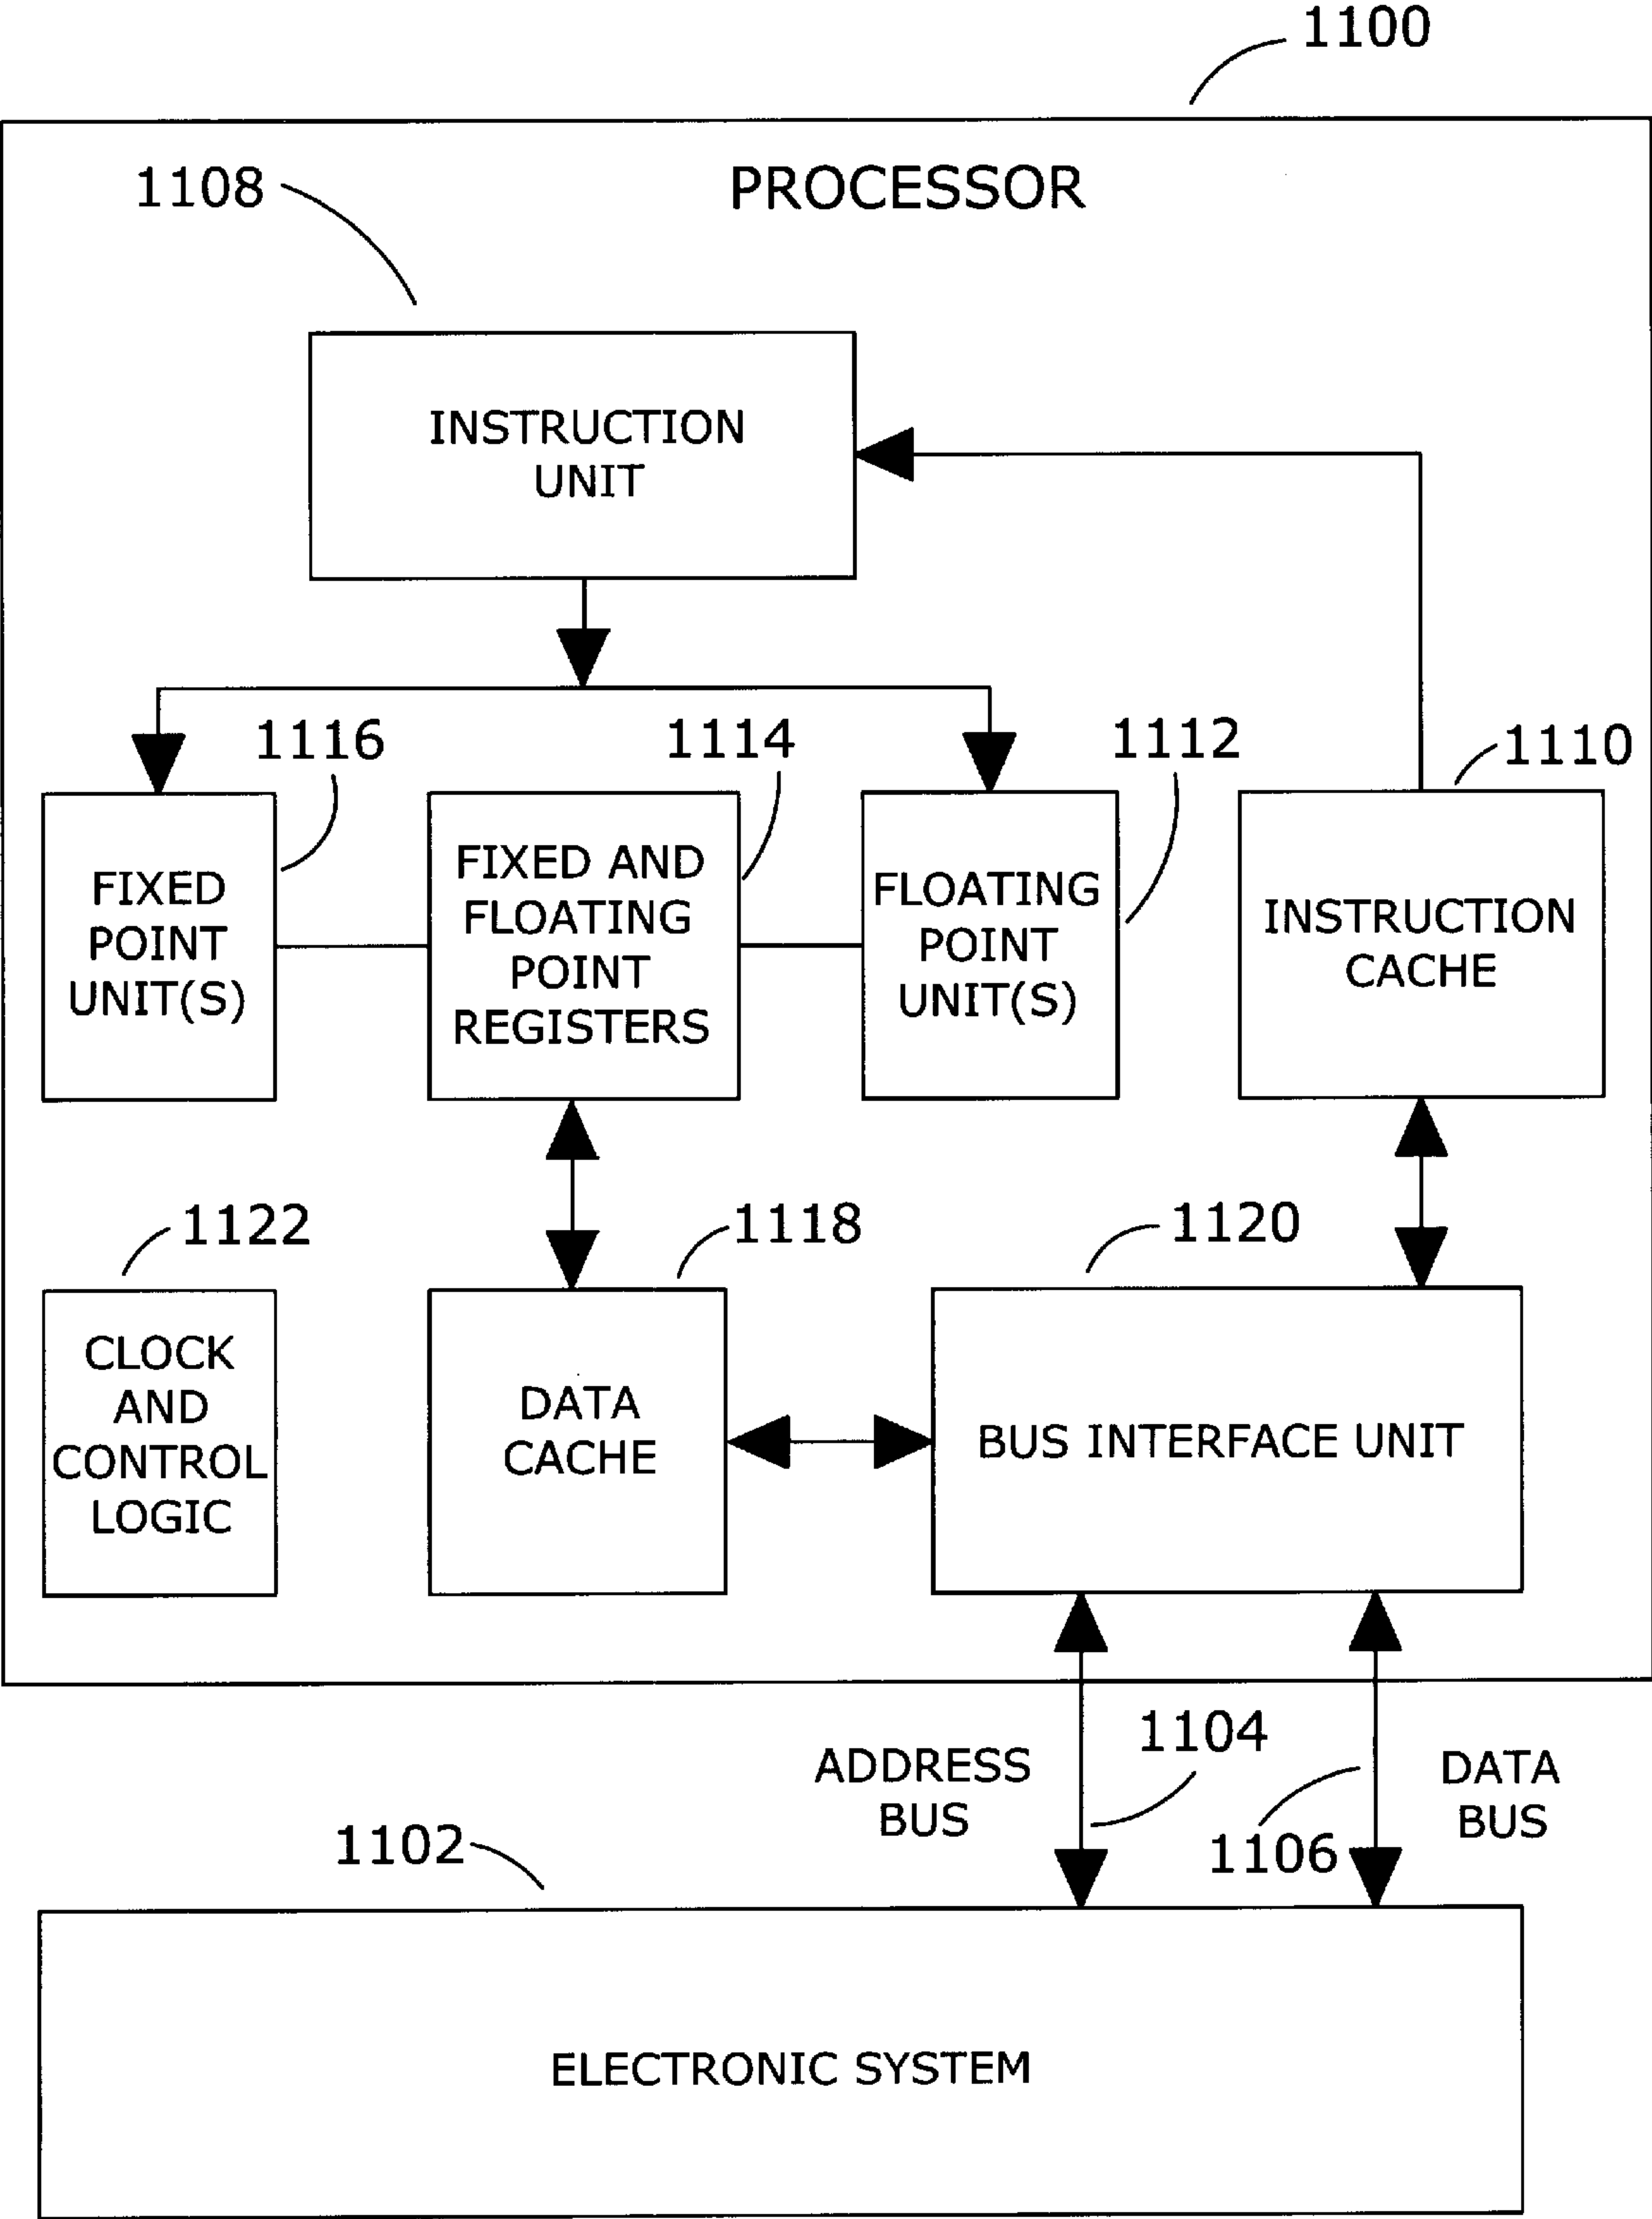 1100
PROCESSOR
1108
INSTRUCTION
UNIT
1116
1114
1112
1110
FIXED
POINT
UNIT(S)
FIXED AND
FLOATING
POINT
REGISTERS
FLOATING
POINT
UNIT(S)
INSTRUCTION
CACHE
1122
1118
1120
CLOCK
AND
CONTROL
LOGIC
DATA
CACHE
BUS INTERFACE UNIT
ADDRESS
BUS
1104
1106
DATA
BUS
1102
ELECTRONIC SYSTEM